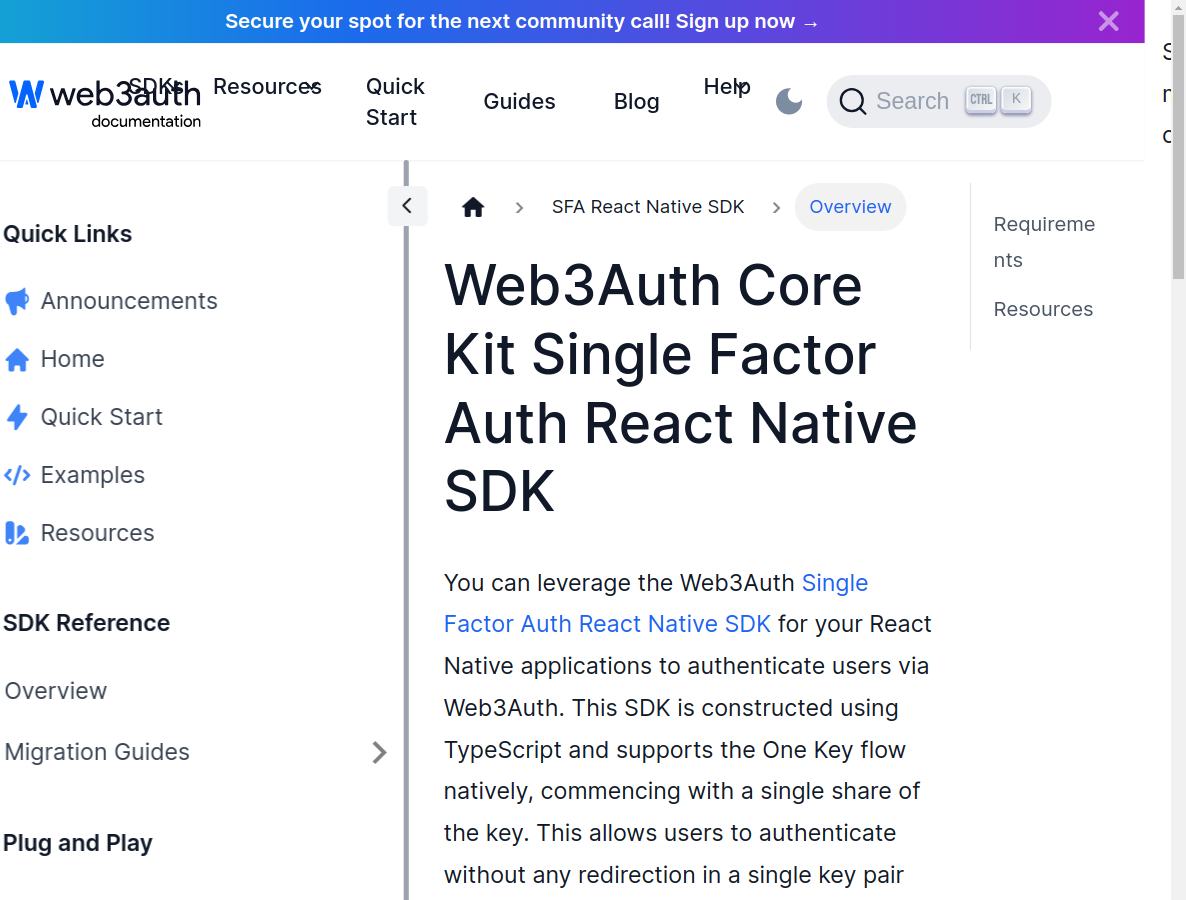 Secure your spot for the next community call! Sign up now →
web3auth
documentation
SDKs
Resources
Quick
Start
Guides
Blog
Help
Search
CTRL
K
Quick Links
Announcements
Home
Quick Start
Examples
Resources
SDK Reference
Overview
Migration Guides
Plug and Play
SFA React Native SDK
Overview
Web3Auth Core
Kit Single Factor
Auth React Native
SDK
You can leverage the Web3Auth Single
Factor Auth React Native SDK for your React
Native applications to authenticate users via
Web3Auth. This SDK is constructed using
TypeScript and supports the One Key flow
natively, commencing with a single share of
the key. This allows users to authenticate
without any redirection in a single key pair
Requireme
nts
Resources